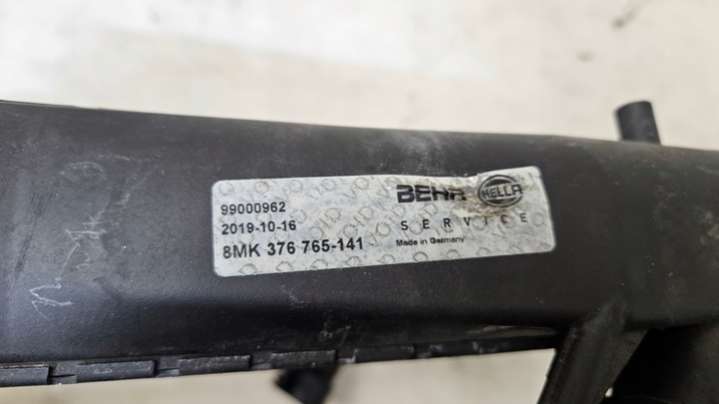 99000962
2019-10-16
8MK 376 765-141
BEHR HELLA
SERVICE
Made in Germany